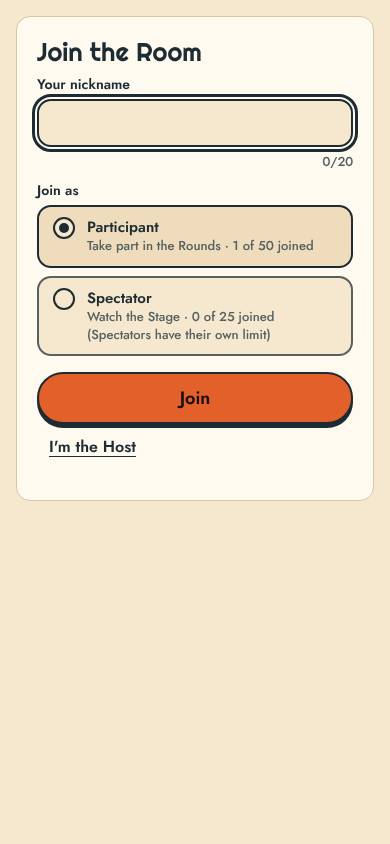 Join the Room
Your nickname
0/20
Join as
Participant
Take part in the Rounds · 1 of 50 joined
Spectator
Watch the Stage · 0 of 25 joined
(Spectators have their own limit)
Join
I'm the Host